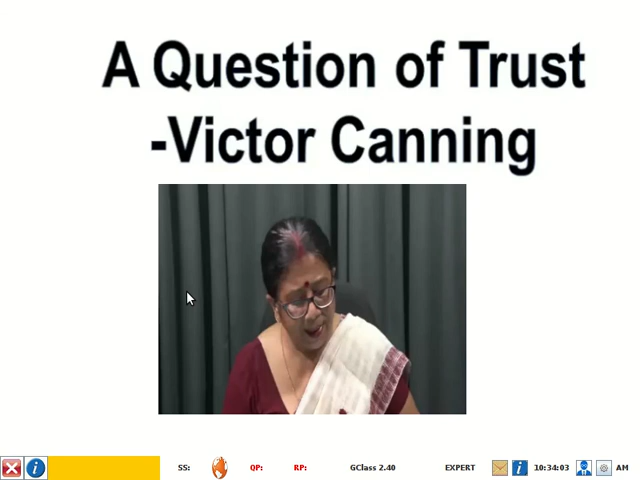 A Question of Trust
-Victor Canning
SS: QP: RP: GClass 2.40 EXPERT 10:34:03 AM